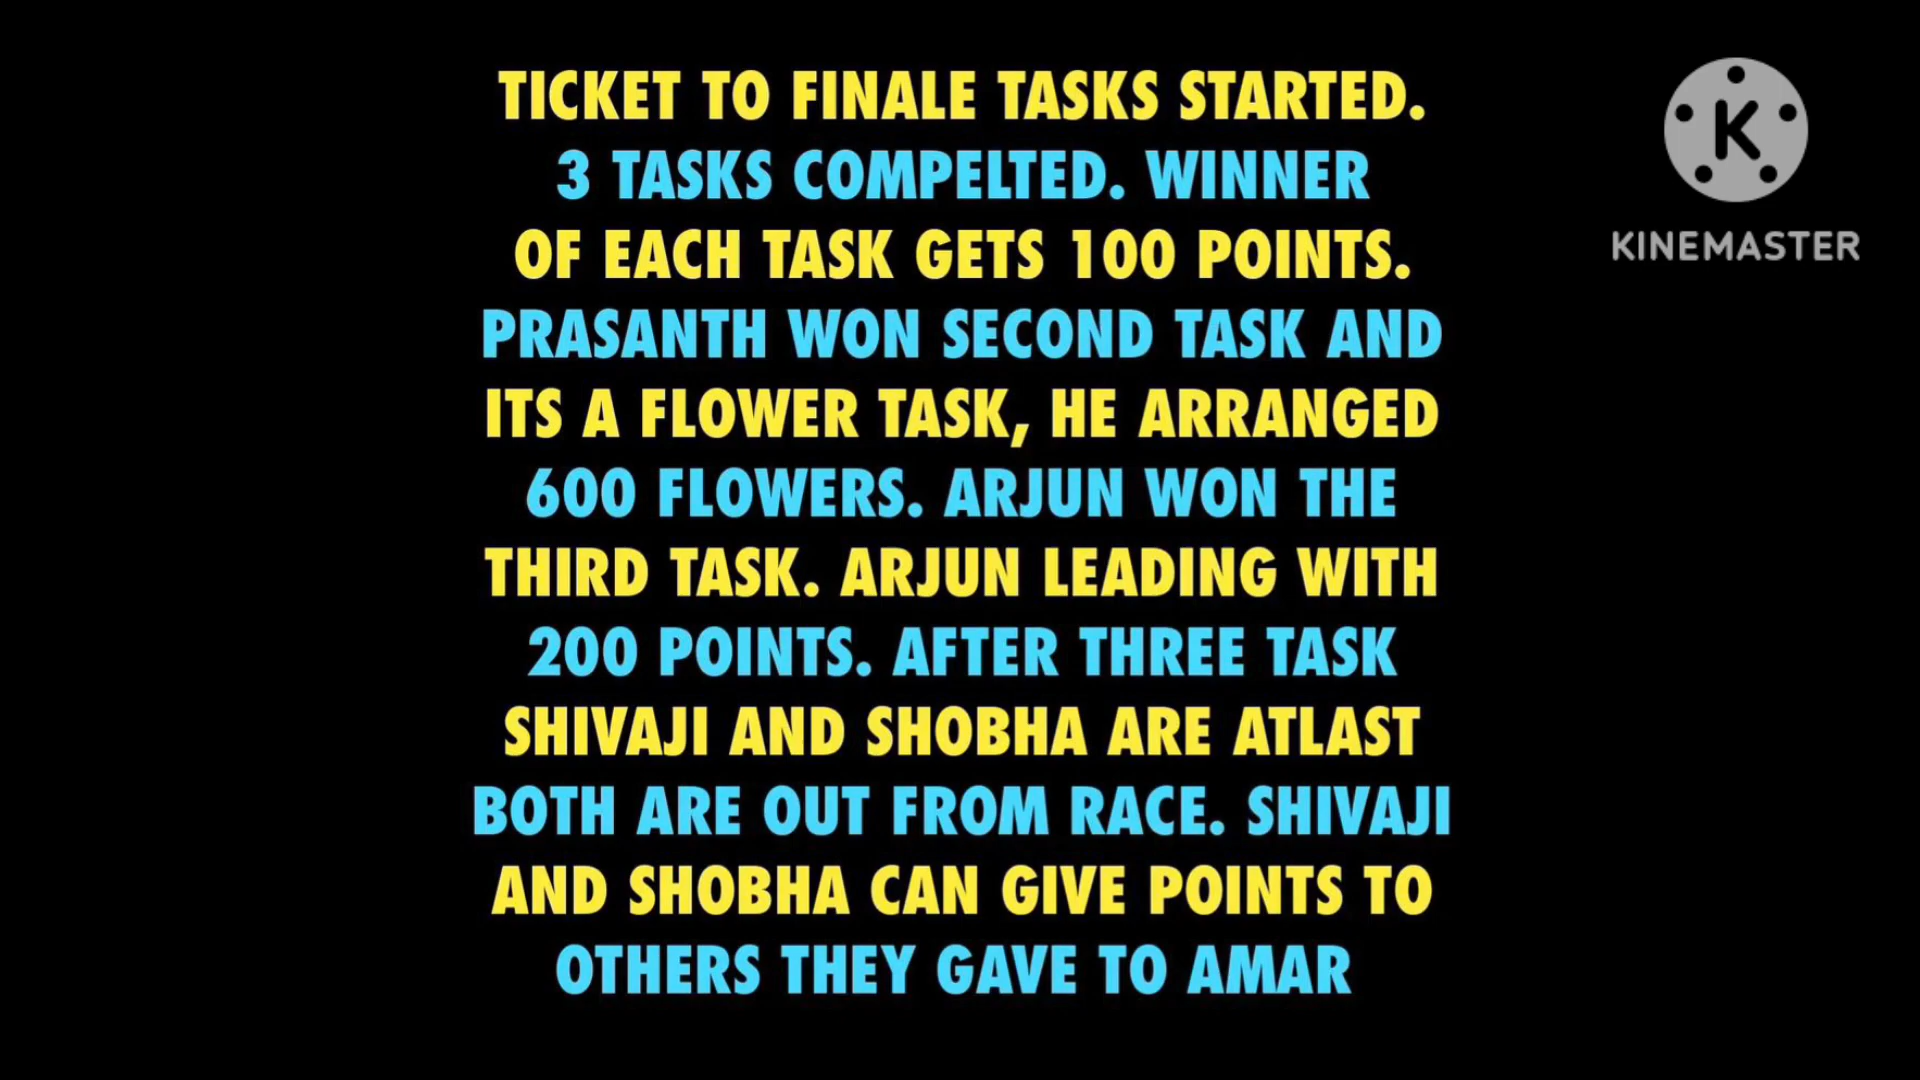 TICKET TO FINALE TASKS STARTED.
3 TASKS COMPELTED. WINNER
OF EACH TASK GETS 100 POINTS.
PRASANTH WON SECOND TASK AND
ITS A FLOWER TASK, HE ARRANGED
600 FLOWERS. ARJUN WON THE
THIRD TASK. ARJUN LEADING WITH
200 POINTS. AFTER THREE TASK
SHIVAJI AND SHOBHA ARE ATLAST
BOTH ARE OUT FROM RACE. SHIVAJI
AND SHOBHA CAN GIVE POINTS TO
OTHERS THEY GAVE TO AMAR
K
KINEMASTER